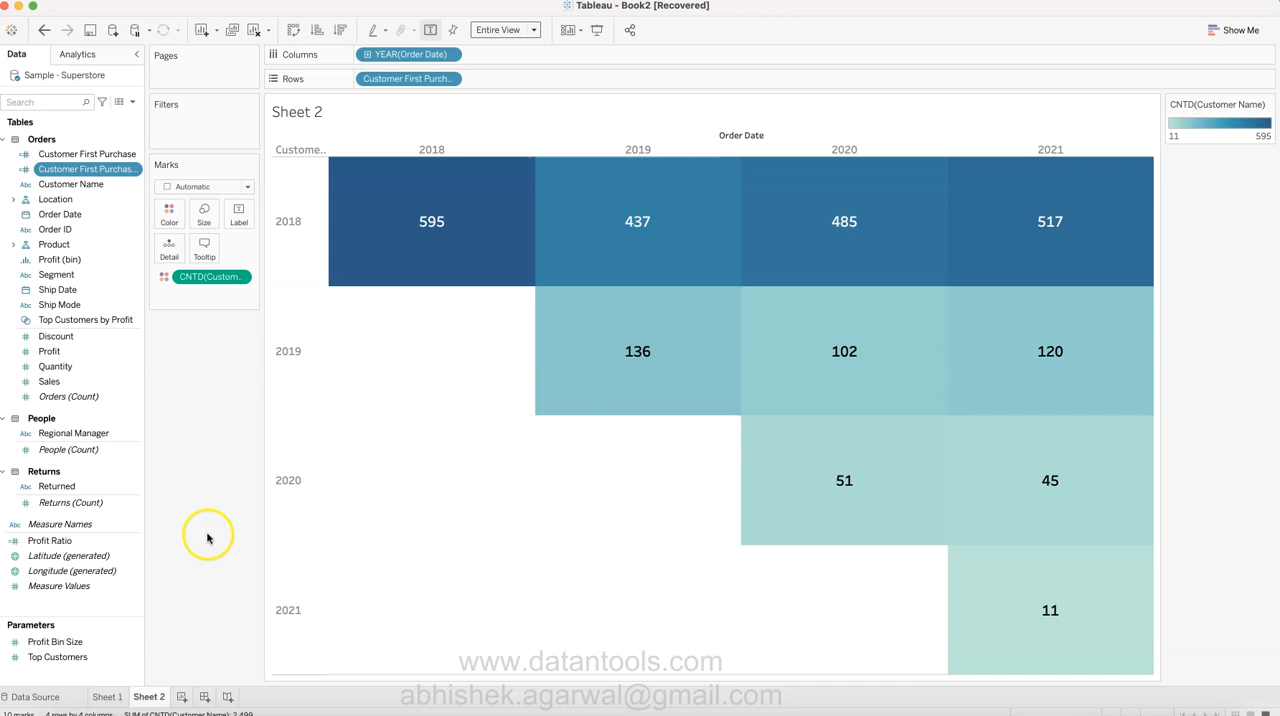 Tableau - Book2 [Recovered]
Entire View
Show Me
Data
Analytics
Sample - Superstore
Search
Tables
Orders
Customer First Purchase
Customer First Purchas...
Customer Name
Location
Order Date
Order ID
Product
Profit (bin)
Segment
Ship Date
Ship Mode
Top Customers by Profit
Discount
Profit
Quantity
Sales
Orders (Count)
People
Regional Manager
People (Count)
Returns
Returned
Returns (Count)
Measure Names
Profit Ratio
Latitude (generated)
Longitude (generated)
Measure Values
Parameters
Profit Bin Size
Top Customers
Pages
Filters
Marks
Automatic
Color Size Label
Detail Tooltip
CNTD(Custom..
Columns YEAR(Order Date)
Rows Customer First Purch..
Sheet 2
Order Date
Custome.. 2018 2019 2020 2021
2018 595 437 485 517
2019 136 102 120
2020 51 45
2021 11
CNTD(Customer Name)
11 595
www.datantools.com
abhishek.agarwal@gmail.com
Data Source Sheet 1 Sheet 2
10 marks 4 rows by 4 columns SUM of CNTD(Customer Name): 2,499